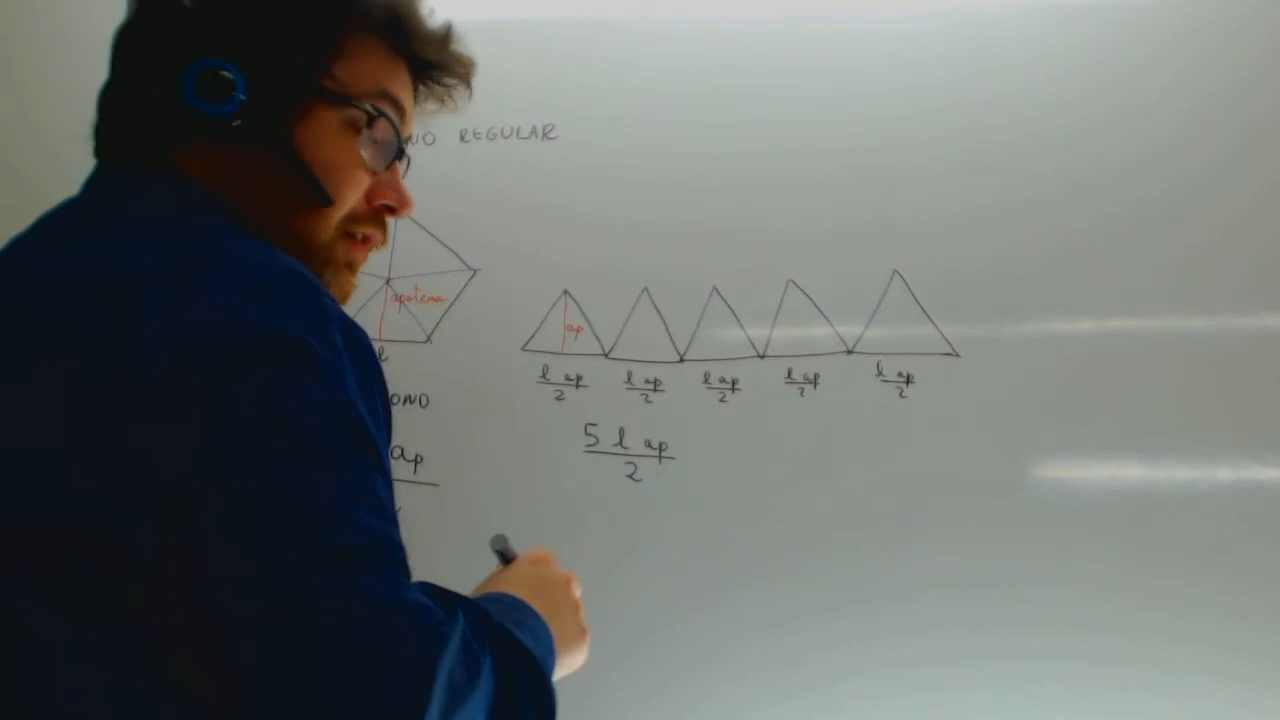 NO REGULAR
apotema
ap
l
l ap l ap l ap l ap l ap
2 2 2 2 2
OND
5 l ap
2
ap